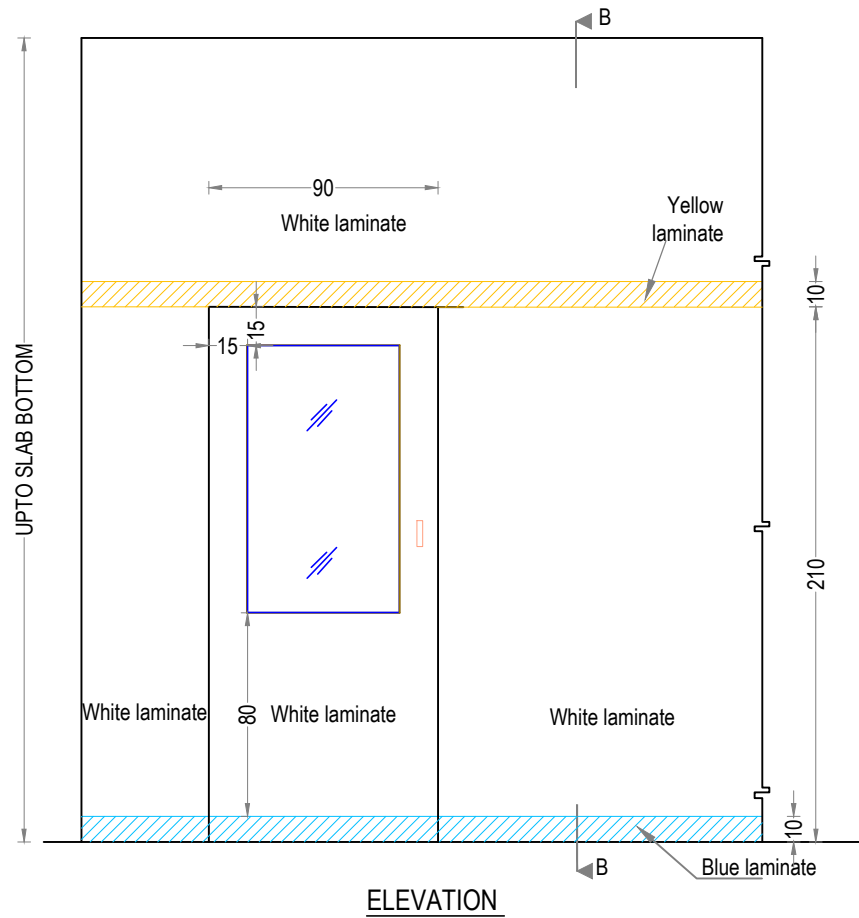 B
90
White laminate
Yellow
laminate
10
15
15
UPTO SLAB BOTTOM
210
80
White laminate
White laminate
White laminate
10
B
Blue laminate
ELEVATION